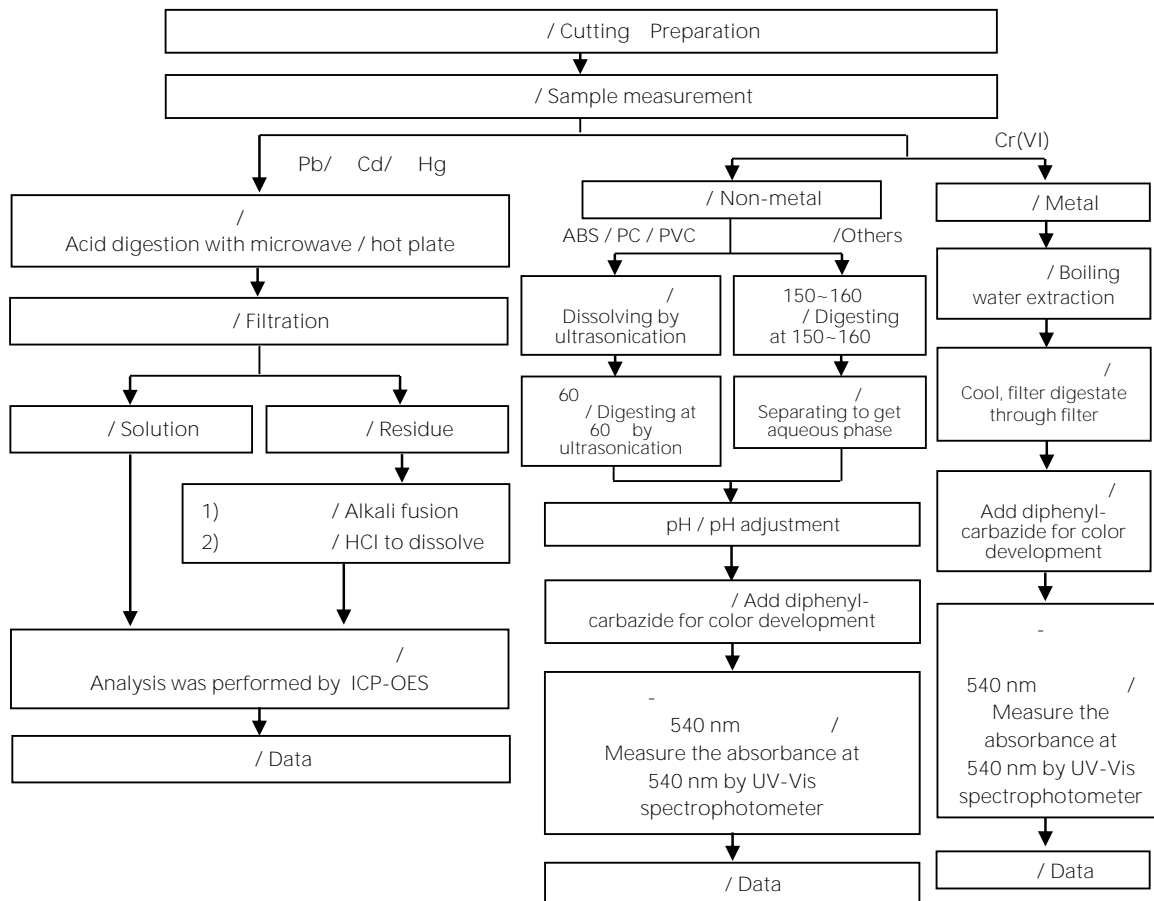 / Cutting Preparation
/ Sample measurement
Pb/ Cd/ Hg
/
Acid digestion with microwave / hot plate
/ Filtration
/ Solution
/ Residue
1) / Alkali fusion
2) / HCl to dissolve
/
Analysis was performed by ICP-OES
/ Data
Cr(VI)
/ Non-metal
ABS / PC / PVC
/Others
/
Dissolving by
ultrasonication
150~160
/ Digesting
at 150~160
60
/ Digesting at
60 by
ultrasonication
/
Separating to get
aqueous phase
pH / pH adjustment
/ Add diphenyl-
carbazide for color development
-
540 nm /
Measure the absorbance at
540 nm by UV-Vis
spectrophotometer
/ Data
/ Metal
/ Boiling
water extraction
/
Cool, filter digestate
through filter
/
Add diphenyl-
carbazide for color
development
-
540 nm /
Measure the
absorbance at
540 nm by UV-Vis
spectrophotometer
/ Data